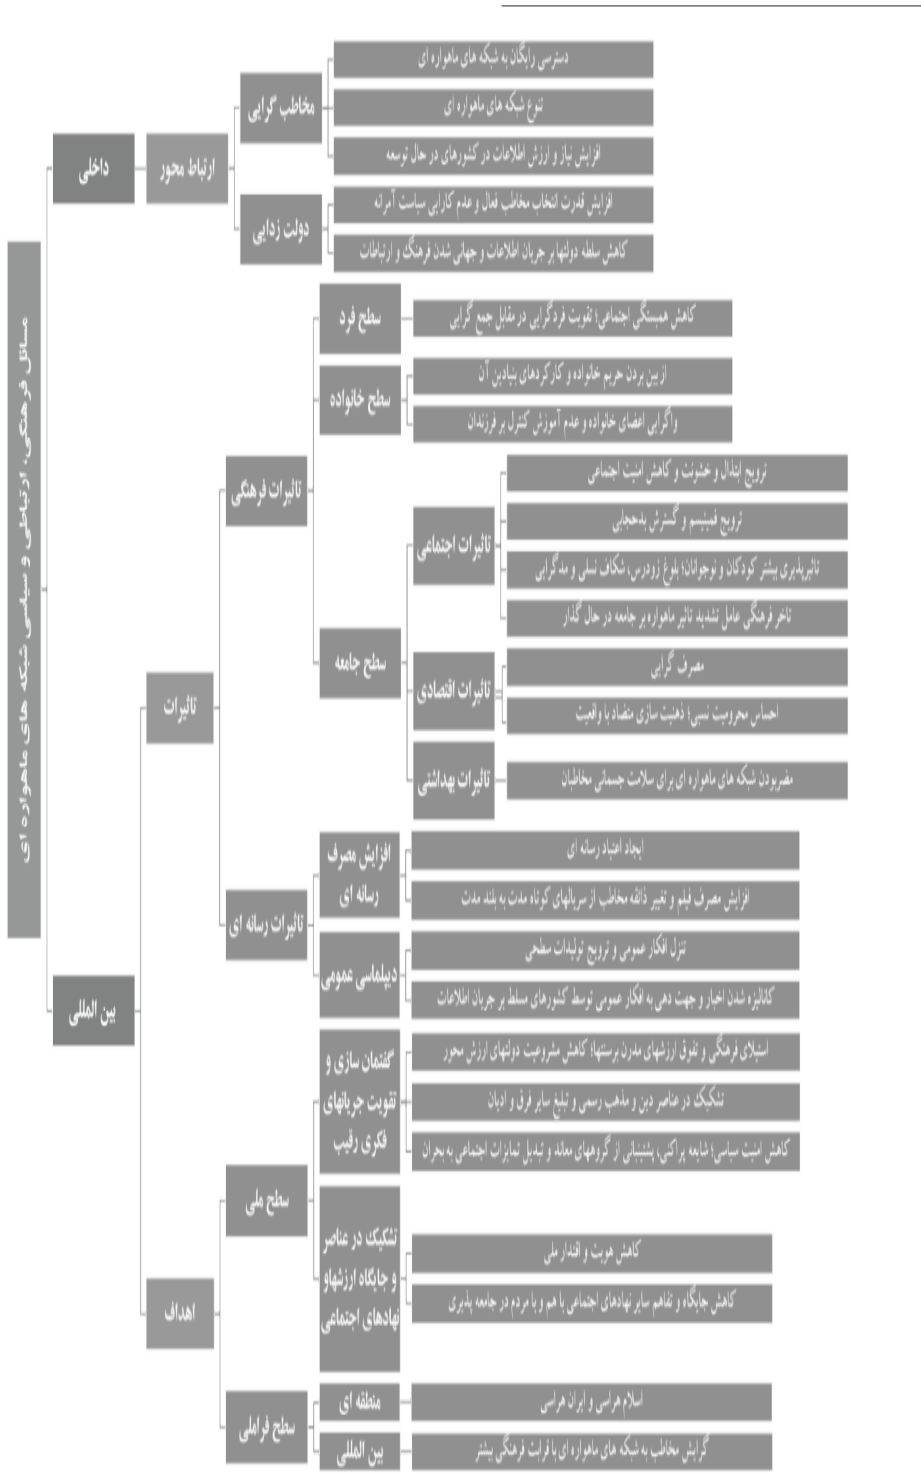 مسائل فرهنگی، ارتباطی و سیاسی شبکه های ماهواره ای
داخلی
ارتباط محور
مخاطب گرایی
دسترسی رایگان به شبکه های ماهواره ای
تنوع شبکه های ماهواره ای
افزایش نیاز و ارزش اطلاعات در کشورهای در حال توسعه
دولت زدایی
افزایش قدرت انتخاب مخاطب فعال و عدم کارایی سیاست آمرانه
کاهش سلطه دولتها بر جریان اطلاعات و جهانی شدن فرهنگ و ارتباطات
بین المللی
تاثیرات
تاثیرات فرهنگی
سطح فرد
کاهش همبستگی اجتماعی؛ تقویت فردگرایی در مقابل جمع گرایی
سطح خانواده
از بین بردن حریم خانواده و کارکردهای بنیادین آن
واگرایی اعضای خانواده و عدم آموزش کنترل بر فرزندان
سطح جامعه
تاثیرات اجتماعی
ترویج ابتذال و خشونت و کاهش امنیت اجتماعی
ترویج فمینیسم و گسترش بدحجابی
تاثیرپذیری بیشتر کودکان و نوجوانان؛ بلوغ زودرس، شکاف نسلی و مدگرایی
تاخر فرهنگی عامل تشدید تاثیر ماهواره بر جامعه در حال گذار
تاثیرات اقتصادی
مصرف گرایی
احساس محرومیت نسبی؛ ذهنیت سازی متضاد با واقعیت
تاثیرات بهداشتی
مضربودن شبکه های ماهواره ای برای سلامت جسمانی مخاطبان
تاثیرات رسانه ای
افزایش مصرف
رسانه ای
ایجاد اعتیاد رسانه ای
افزایش مصرف فیلم و تغییر ذائقه مخاطب از سریالهای کوتاه مدت به بلند مدت
دیپلماسی عمومی
تنزل افکار عمومی و ترویج تولیدات سطحی
کانالیزه شدن اخبار و جهت دهی به افکار عمومی توسط کشورهای مسلط بر جریان اطلاعات
اهداف
سطح ملی
گفتمان سازی و
تقویت جریانهای
فکری رقیب
استیلای فرهنگی و تفوق ارزشهای مدرن برسنتها؛ کاهش مشروعیت دولتهای ارزش محور
تشکیک در عناصر دین و مذهب رسمی و تبلیغ سایر فرق و ادیان
کاهش امنیت سیاسی؛ شایعه پراکنی، پشتیبانی از گروههای معاند و تبدیل تمایزات اجتماعی به بحران
تشکیک در عناصر
و جایگاه ارزشهاو
نهادهای اجتماعی
کاهش هویت و اقتدار ملی
کاهش جایگاه و تفاهم سایر نهادهای اجتماعی با هم و با مردم در جامعه پذیری
سطح فراملی
منطقه ای
اسلام هراسی و ایران هراسی
بین المللی
گرایش مخاطب به شبکه های ماهواره ای با قرابت فرهنگی بیشتر